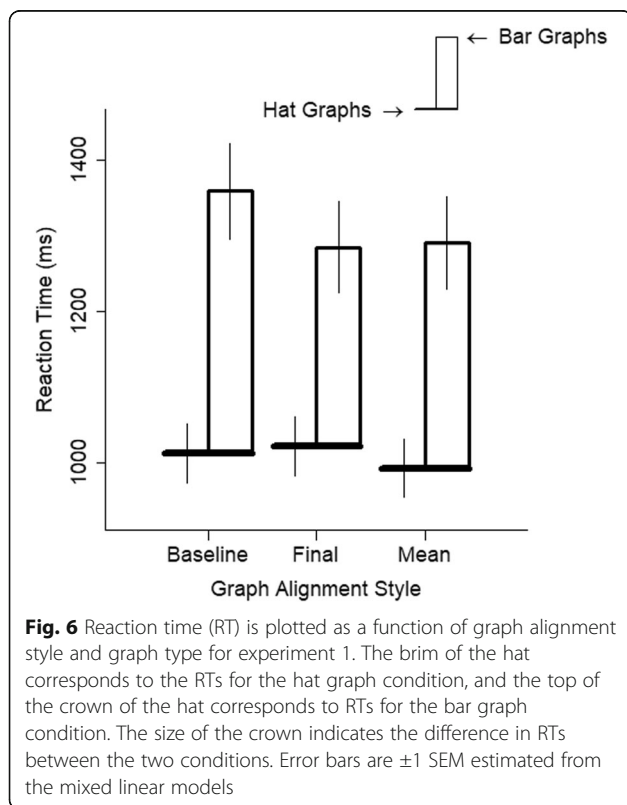 ← Bar Graphs
Hat Graphs →
1400
1200
1000
Reaction Time (ms)
Baseline Final Mean
Graph Alignment Style
Fig. 6 Reaction time (RT) is plotted as a function of graph alignment
style and graph type for experiment 1. The brim of the hat
corresponds to the RTs for the hat graph condition, and the top of
the crown of the hat corresponds to RTs for the bar graph
condition. The size of the crown indicates the difference in RTs
between the two conditions. Error bars are ±1 SEM estimated from
the mixed linear models